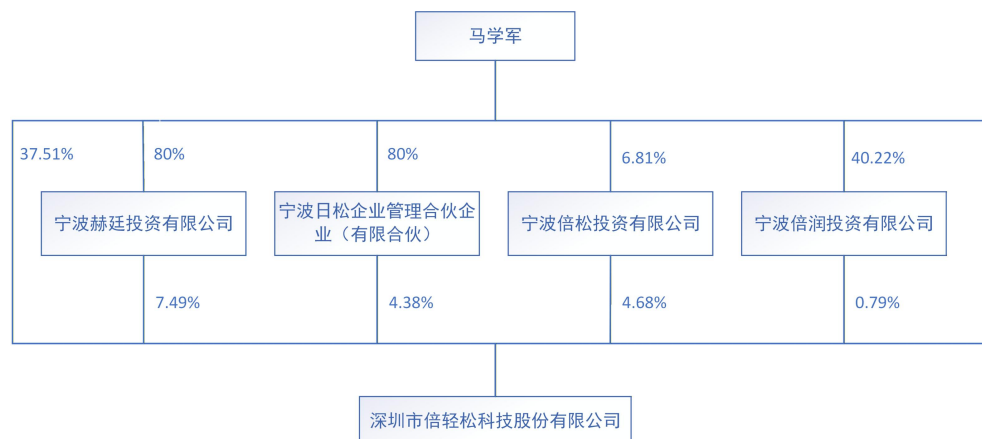 马学军
37.51%
80%
80%
6.81%
40.22%
宁波赫廷投资有限公司
宁波日松企业管理合伙企
业（有限合伙）
宁波倍松投资有限公司
宁波倍润投资有限公司
7.49%
4.38%
4.68%
0.79%
深圳市倍轻松科技股份有限公司